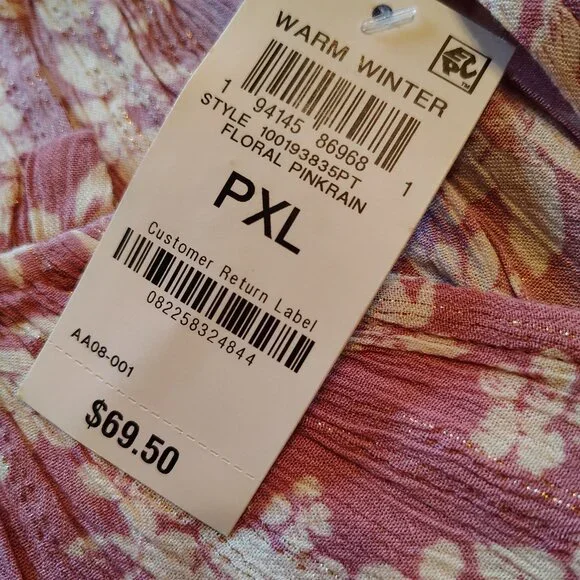 WARM WINTER
1 94145 86968 1
STYLE 100193835PT
FLORAL PINKRAIN
PXL
Customer Return Label
082258324844
AA08-001
$69.50